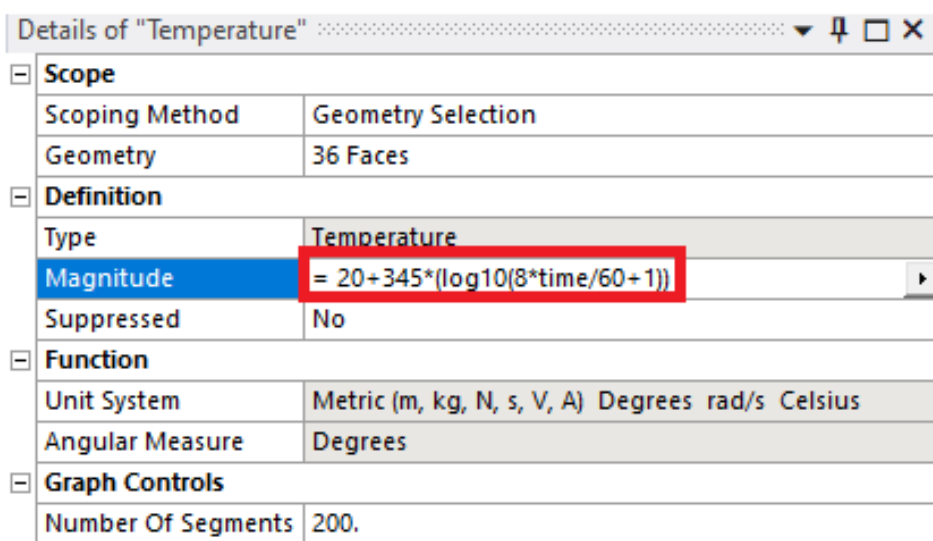 Details of "Temperature"
Scope
Scoping Method Geometry Selection
Geometry 36 Faces
Definition
Type Temperature
Magnitude = 20+345*(log10(8*time/60+1))
Suppressed No
Function
Unit System Metric (m, kg, N, s, V, A) Degrees rad/s Celsius
Angular Measure Degrees
Graph Controls
Number Of Segments 200.